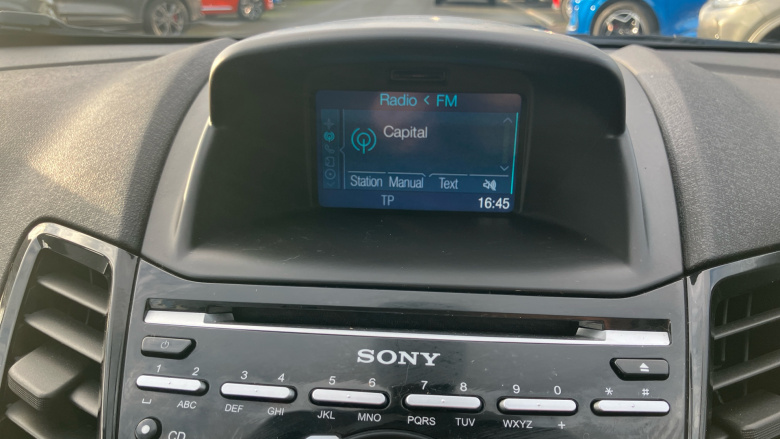 Radio < FM
Capital
Station Manual Text
TP 16:45
SONY
1 2 3 4 5 6 7 8 9 0 * #
ABC DEF GHI JKL MNO PQRS TUV WXYZ +
CD